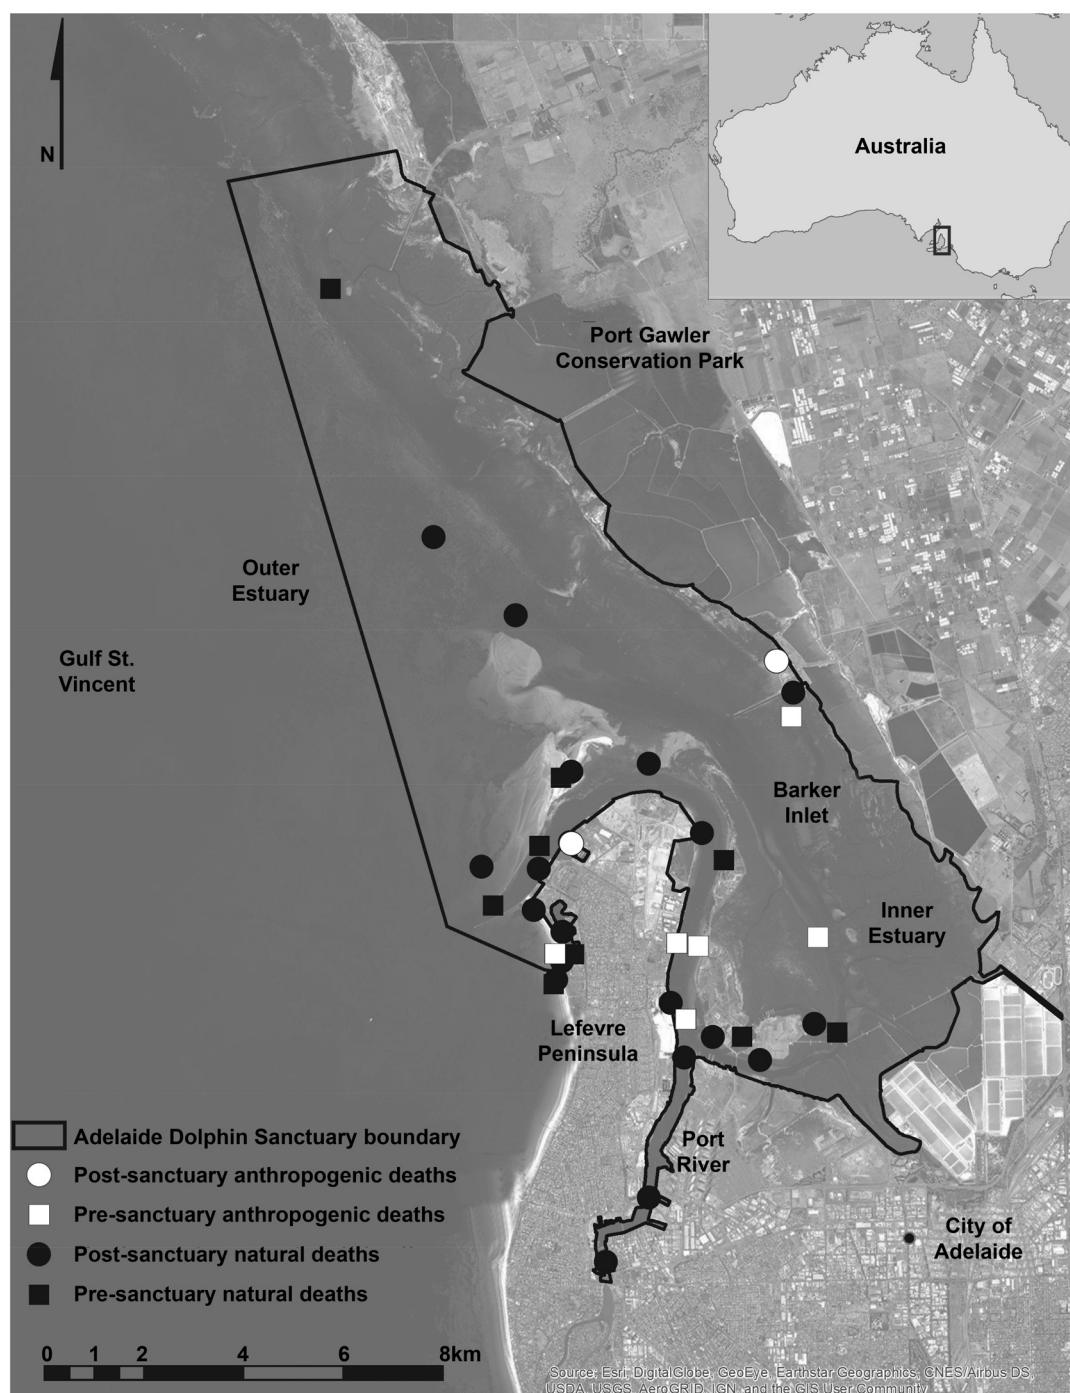 N
Australia
Port Gawler
Conservation Park
Outer
Estuary
Gulf St.
Vincent
Barker
Inlet
Inner
Estuary
Lefevre
Peninsula
Port
River
City of
Adelaide
Adelaide Dolphin Sanctuary boundary
Post-sanctuary anthropogenic deaths
Pre-sanctuary anthropogenic deaths
Post-sanctuary natural deaths
Pre-sanctuary natural deaths
0 1 2 4 6 8km
Source: Esri, DigitalGlobe, GeoEye, Earthstar Geographics, CNES/Airbus DS,
USDA, USGS, AeroGRID, IGN, and the GIS User Community